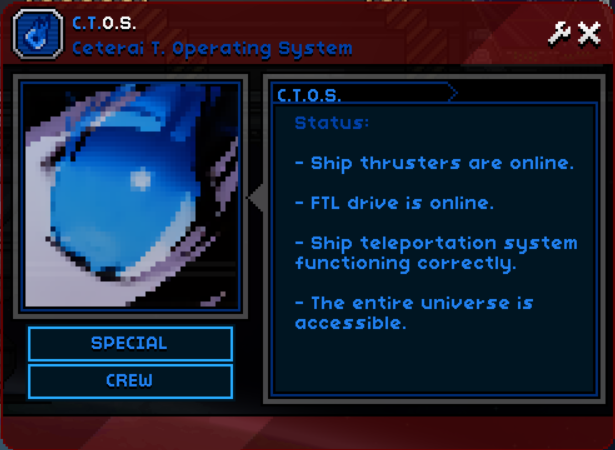 C.T.O.S.
Ceterai T. Operating System
C.T.O.S.
Status:
- Ship thrusters are online.
- FTL drive is online.
- Ship teleportation system
functioning correctly.
- The entire universe is
accessible.
SPECIAL
CREW